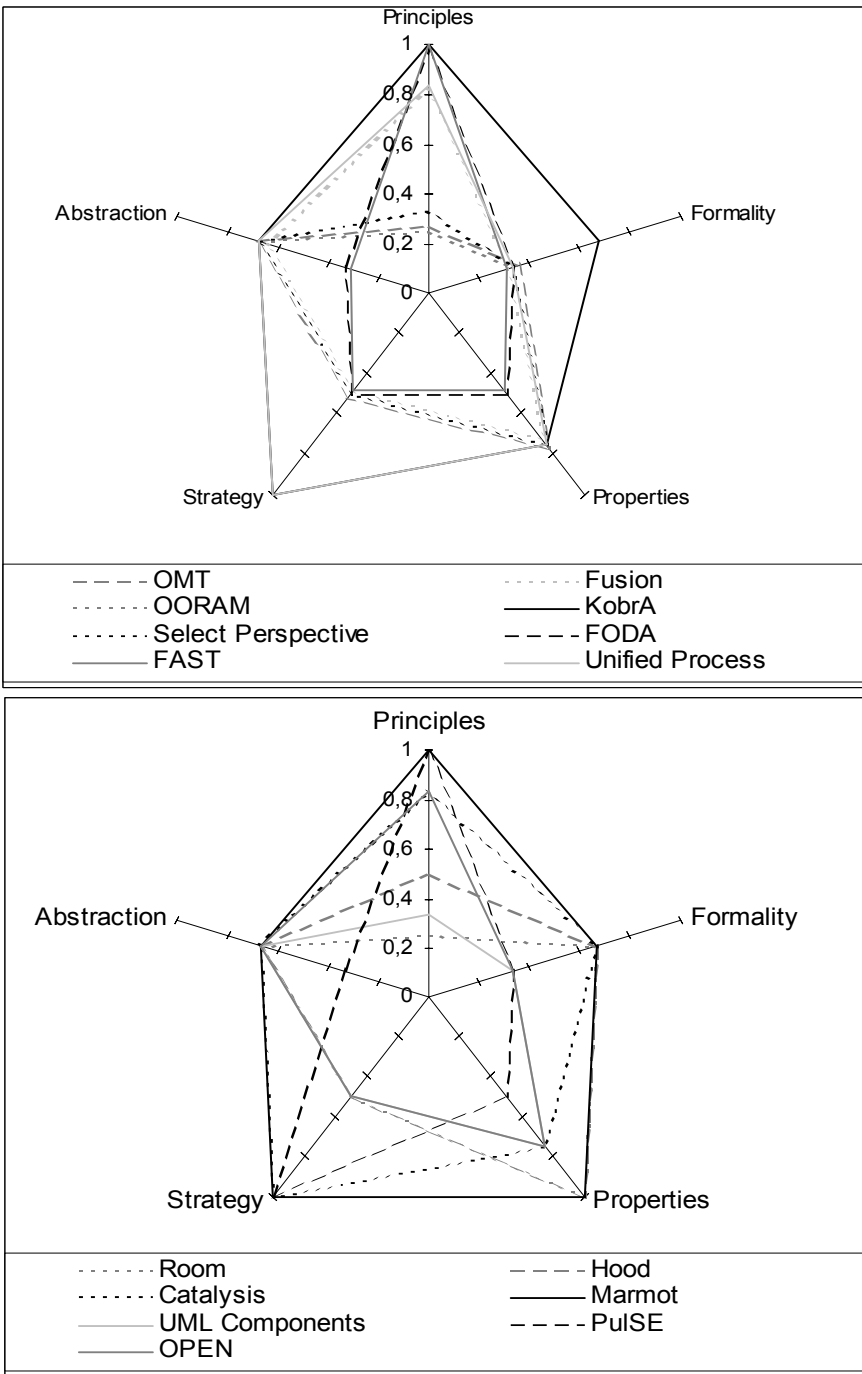 Principles
1
0,8
0,6
Abstraction
Formality
0,4
0,2
0
Strategy
Properties
OMT
Fusion
OORAM
KobrA
Select Perspective
FODA
FAST
Unified Process
Principles
1
0,8
0,6
Abstraction
Formality
0,4
0,2
0
Strategy
Properties
Room
Hood
Catalysis
Marmot
UML Components
PulSE
OPEN